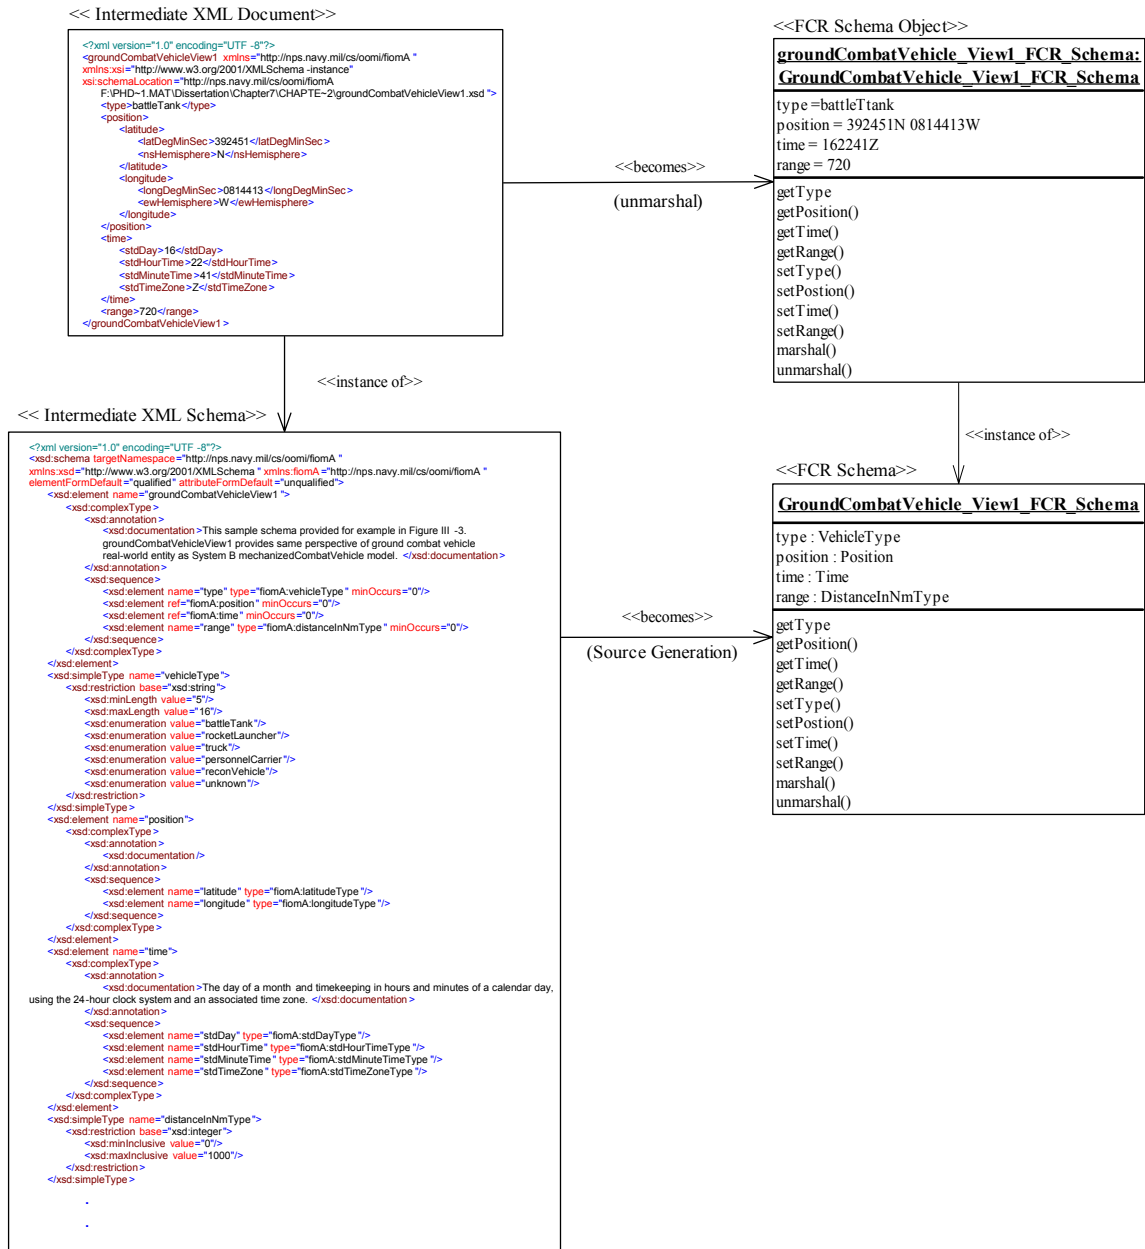 << Intermediate XML Document>>
<?xml version="1.0" encoding="UTF -8"?>
<groundCombatVehicleView1 xmlns="http://nps.navy.mil/cs/oomi/fiomA "
xmlns:xsi="http://www.w3.org/2001/XMLSchema -instance"
xsi:schemaLocation="http://nps.navy.mil/cs/oomi/fiomA
F:\PHD~1.MAT\Dissertation\Chapter7\CHAPTE~2\groundCombatVehicleView1.xsd ">
<type>battleTank</type>
<position>
<latitude>
<latDegMinSec>392451</latDegMinSec>
<nsHemisphere>N</nsHemisphere>
</latitude>
<longitude>
<longDegMinSec>0814413</longDegMinSec>
<ewHemisphere>W</ewHemisphere>
</longitude>
</position>
<time>
<stdDay>16</stdDay>
<stdHourTime>22</stdHourTime>
<stdMinuteTime>41</stdMinuteTime>
<stdTimeZone>Z</stdTimeZone>
</time>
<range>720</range>
</groundCombatVehicleView1>
<<becomes>>
(unmarshal)
<<FCR Schema Object>>
groundCombatVehicle_View1_FCR_Schema:
GroundCombatVehicle_View1_FCR_Schema
type =battleTtank
position = 392451N 0814413W
time = 162241Z
range = 720
getType
getPosition()
getTime()
getRange()
setType()
setPostion()
setTime()
setRange()
marshal()
unmarshal()
<<instance of>>
<<instance of>>
<< Intermediate XML Schema>>
<?xml version="1.0" encoding="UTF -8"?>
<xsd:schema targetNamespace="http://nps.navy.mil/cs/oomi/fiomA "
xmlns:xsd="http://www.w3.org/2001/XMLSchema " xmlns:fiomA="http://nps.navy.mil/cs/oomi/fiomA "
elementFormDefault="qualified" attributeFormDefault="unqualified">
<xsd:element name="groundCombatVehicleView1 ">
<xsd:complexType>
<xsd:annotation>
<xsd:documentation>This sample schema provided for example in Figure III -3.
groundCombatVehicleView1 provides same perspective of ground combat vehicle
real-world entity as System B mechanizedCombatVehicle model. </xsd:documentation>
</xsd:annotation>
<xsd:sequence>
<xsd:element name="type" type="fiomA:vehicleType" minOccurs="0"/>
<xsd:element ref="fiomA:position" minOccurs="0"/>
<xsd:element ref="fiomA:time" minOccurs="0"/>
<xsd:element name="range" type="fiomA:distanceInNmType" minOccurs="0"/>
</xsd:sequence>
</xsd:complexType>
</xsd:element>
<xsd:simpleType name="vehicleType">
<xsd:restriction base="xsd:string">
<xsd:minLength value="5"/>
<xsd:maxLength value="16"/>
<xsd:enumeration value="battleTank"/>
<xsd:enumeration value="rocketLauncher"/>
<xsd:enumeration value="truck"/>
<xsd:enumeration value="personnelCarrier"/>
<xsd:enumeration value="reconVehicle"/>
<xsd:enumeration value="unknown"/>
</xsd:restriction>
</xsd:simpleType>
<xsd:element name="position">
<xsd:complexType>
<xsd:annotation>
<xsd:documentation/>
</xsd:annotation>
<xsd:sequence>
<xsd:element name="latitude" type="fiomA:latitudeType"/>
<xsd:element name="longitude" type="fiomA:longitudeType"/>
</xsd:sequence>
</xsd:complexType>
</xsd:element>
<xsd:element name="time">
<xsd:complexType>
<xsd:annotation>
<xsd:documentation>The day of a month and timekeeping in hours and minutes of a calendar day,
using the 24-hour clock system and an associated time zone. </xsd:documentation>
</xsd:annotation>
<xsd:sequence>
<xsd:element name="stdDay" type="fiomA:stdDayType"/>
<xsd:element name="stdHourTime" type="fiomA:stdHourTimeType"/>
<xsd:element name="stdMinuteTime" type="fiomA:stdMinuteTimeType"/>
<xsd:element name="stdTimeZone" type="fiomA:stdTimeZoneType"/>
</xsd:sequence>
</xsd:complexType>
</xsd:element>
<xsd:simpleType name="distanceInNmType">
<xsd:restriction base="xsd:integer">
<xsd:minInclusive value="0"/>
<xsd:maxInclusive value="1000"/>
</xsd:restriction>
</xsd:simpleType>
.
.
<<becomes>>
(Source Generation)
<<FCR Schema>>
GroundCombatVehicle_View1_FCR_Schema
type : VehicleType
position : Position
time : Time
range : DistanceInNmType
getType
getPosition()
getTime()
getRange()
setType()
setPostion()
setTime()
setRange()
marshal()
unmarshal()